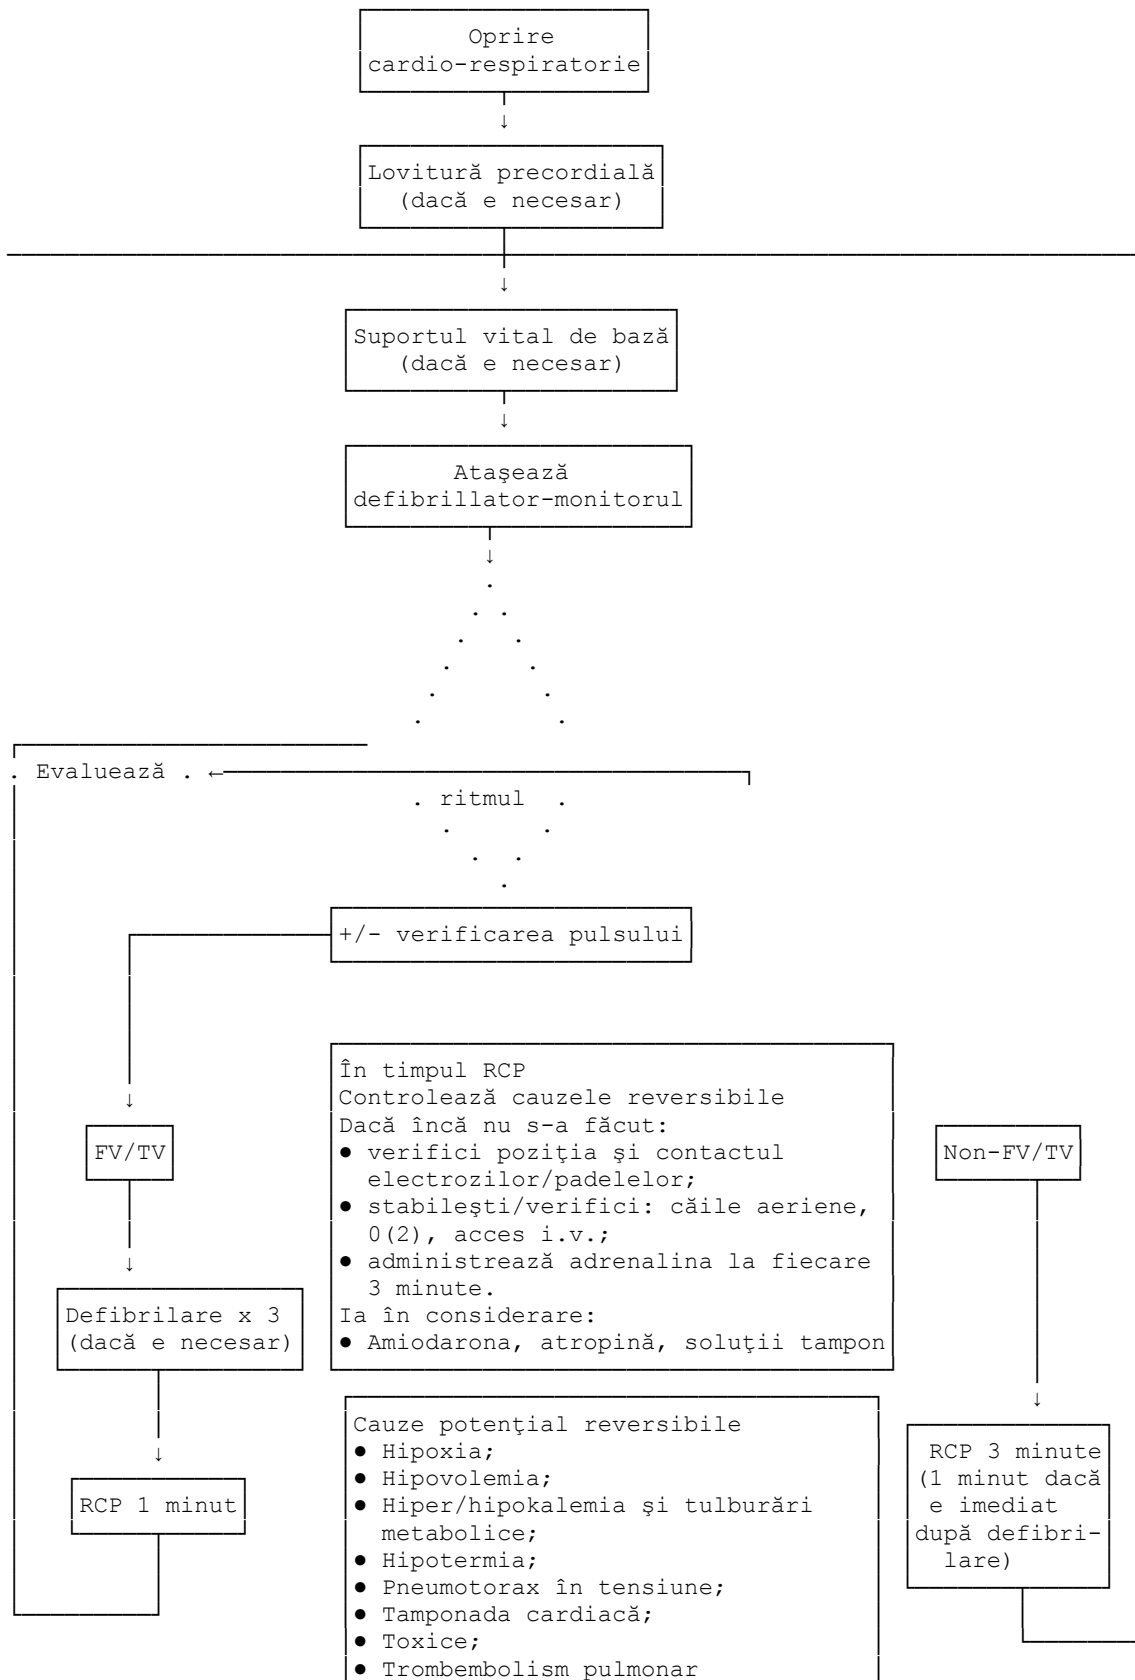 Oprire
cardio-respiratorie
Lovitură precordială
(dacă e necesar)
Suportul vital de bază
(dacă e necesar)
Ataşează
defibrillator-monitorul
. Evaluează .
. ritmul .
+/- verificarea pulsului
În timpul RCP
Controlează cauzele reversibile
Dacă încă nu s-a făcut:
● verifici poziţia şi contactul
electrozilor/padelelor;
● stabileşti/verifici: căile aeriene,
0(2), acces i.v.;
● administrează adrenalina la fiecare
3 minute.
Ia în considerare:
● Amiodarona, atropină, soluţii tampon
FV/TV
Non-FV/TV
Defibrilare x 3
(dacă e necesar)
RCP 1 minut
Cauze potenţial reversibile
● Hipoxia;
● Hipovolemia;
● Hiper/hipokalemia şi tulburări
metabolice;
● Hipotermia;
● Pneumotorax în tensiune;
● Tamponada cardiacă;
● Toxice;
● Trombembolism pulmonar
RCP 3 minute
(1 minut dacă
e imediat
după defibri-
lare)